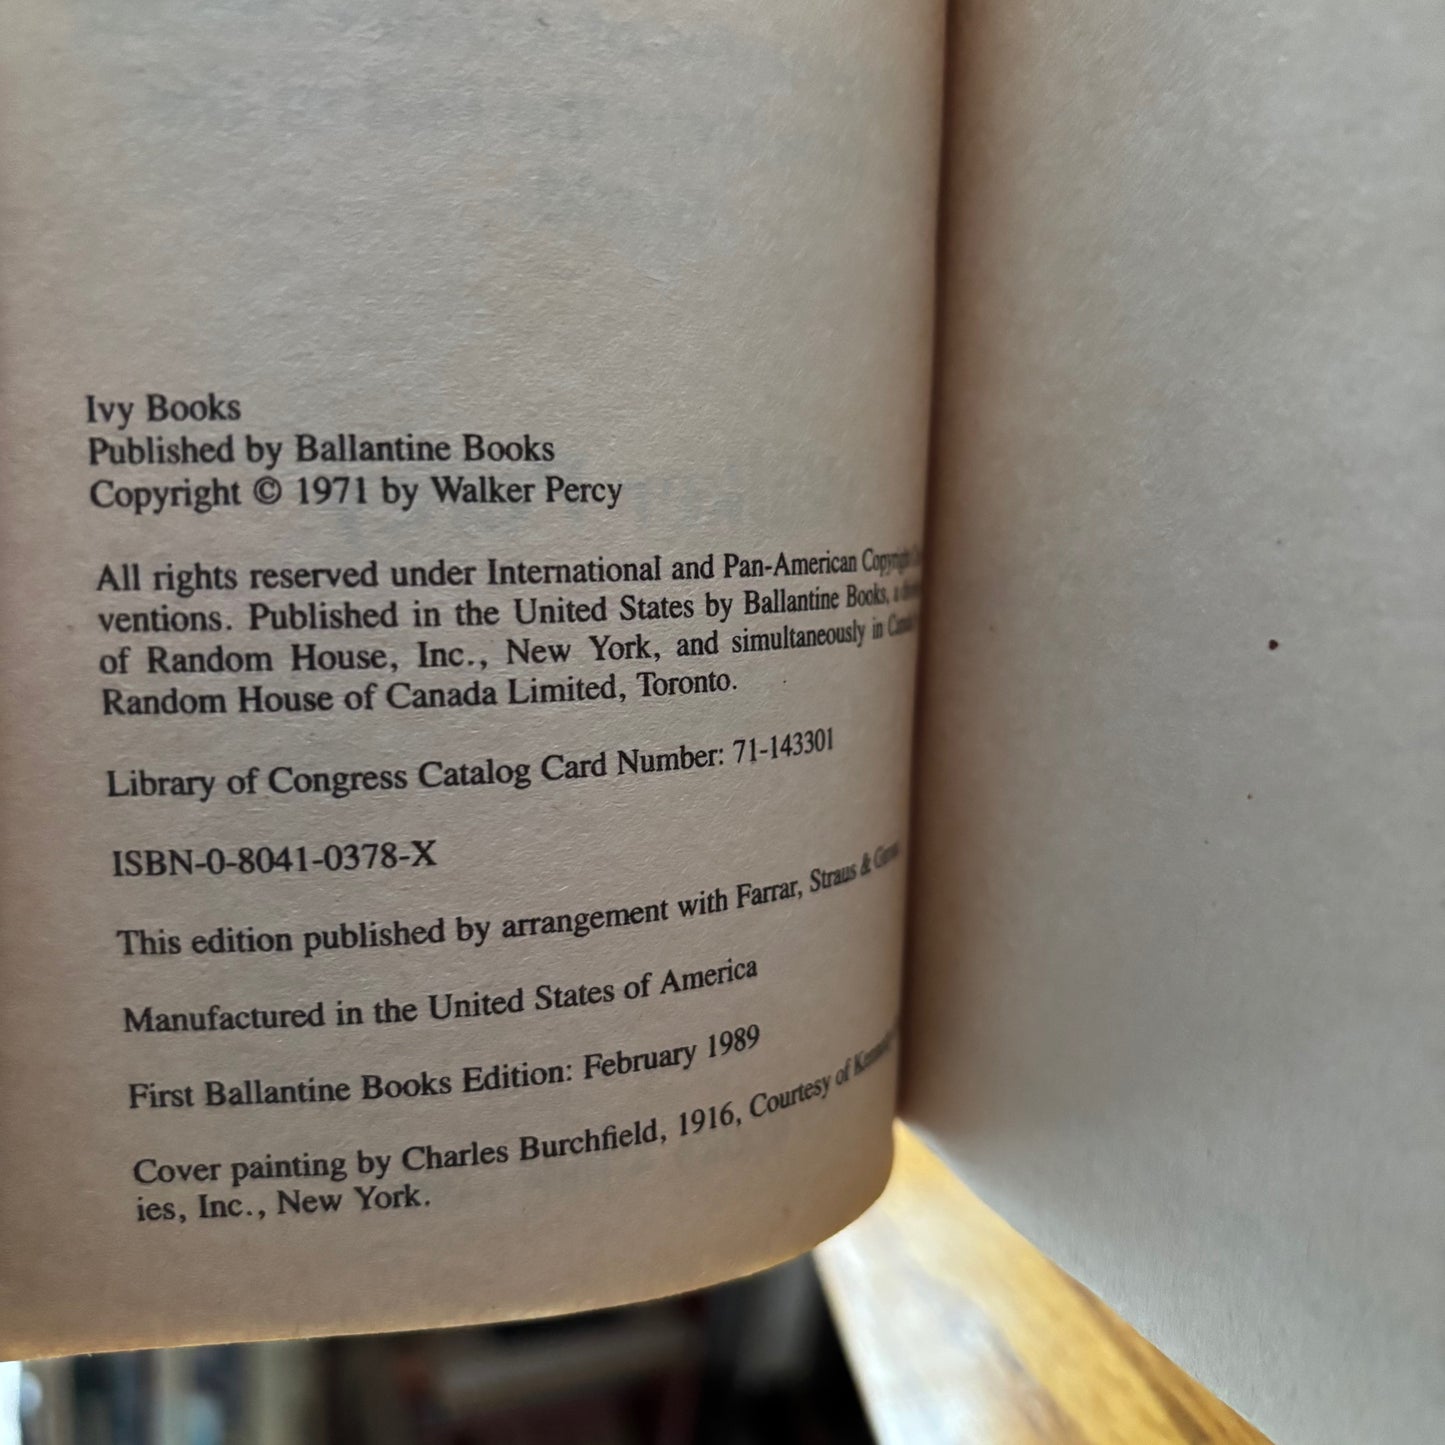 Ivy Books
Published by Ballantine Books
Copyright © 1971 by Walker Percy
All rights reserved under International and Pan-American Copyright
ventions. Published in the United States by Ballantine Books, a
of Random House, Inc., New York, and simultaneously in
Random House of Canada Limited, Toronto.
Library of Congress Catalog Card Number: 71-143301
ISBN-0-8041-0378-X
This edition published by arrangement with Farrar, Straus &
Manufactured in the United States of America
First Ballantine Books Edition: February 1989
Cover painting by Charles Burchfield, 1916, Courtesy of
ies, Inc., New York.